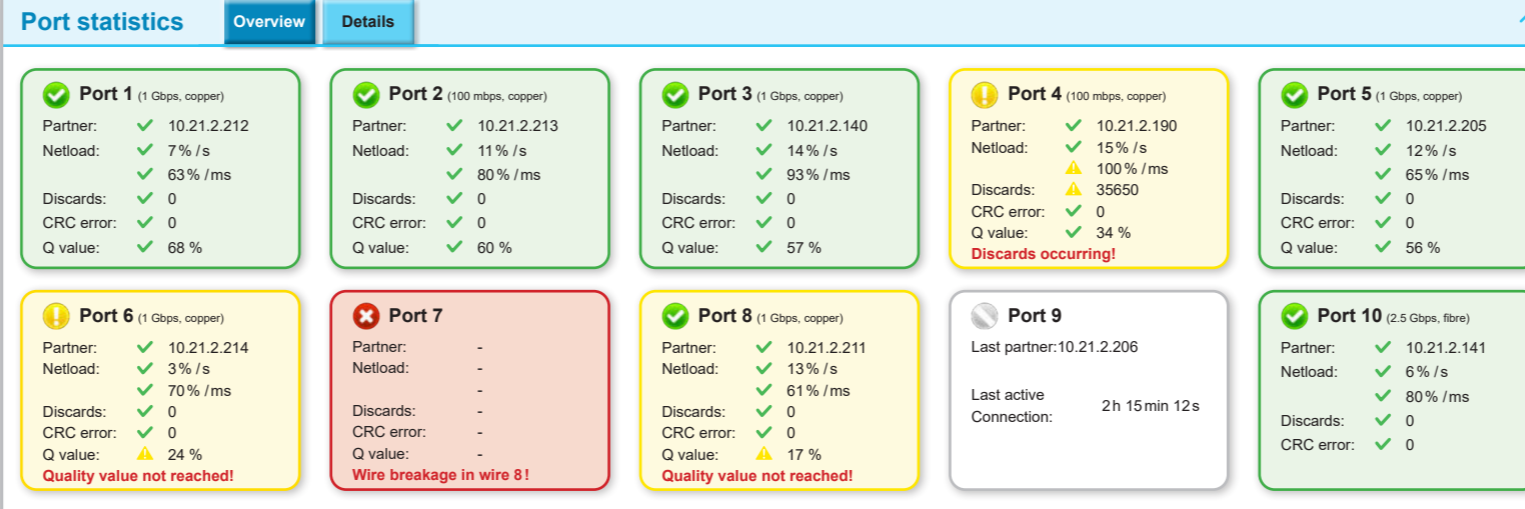 Port statistics
Overview
Details
Port 1 (1 Gbps, copper)
Partner: 10.21.2.212
Netload: 7% /s
63% /ms
Discards: 0
CRC error: 0
Q value: 68 %
Port 2 (100 mbps, copper)
Partner: 10.21.2.213
Netload: 11% /s
80% /ms
Discards: 0
CRC error: 0
Q value: 60 %
Port 3 (1 Gbps, copper)
Partner: 10.21.2.140
Netload: 14% /s
93% /ms
Discards: 0
CRC error: 0
Q value: 57 %
Port 4 (100 mbps, copper)
Partner: 10.21.2.190
Netload: 15% /s
100% /ms
Discards: 35650
CRC error: 0
Q value: 34 %
Discards occurring!
Port 5 (1 Gbps, copper)
Partner: 10.21.2.205
Netload: 12% /s
65% /ms
Discards: 0
CRC error: 0
Q value: 56 %
Port 6 (1 Gbps, copper)
Partner: 10.21.2.214
Netload: 3% /s
70% /ms
Discards: 0
CRC error: 0
Q value: 24 %
Quality value not reached!
Port 7
Partner: -
Netload: -
-
Discards: -
CRC error: -
Q value: -
Wire breakage in wire 8!
Port 8 (1 Gbps, copper)
Partner: 10.21.2.211
Netload: 13% /s
61% /ms
Discards: 0
CRC error: 0
Q value: 17 %
Quality value not reached!
Port 9
Last partner:10.21.2.206
Last active
Connection: 2h 15min 12s
Port 10 (2.5 Gbps, fibre)
Partner: 10.21.2.141
Netload: 6% /s
80% /ms
Discards: 0
CRC error: 0